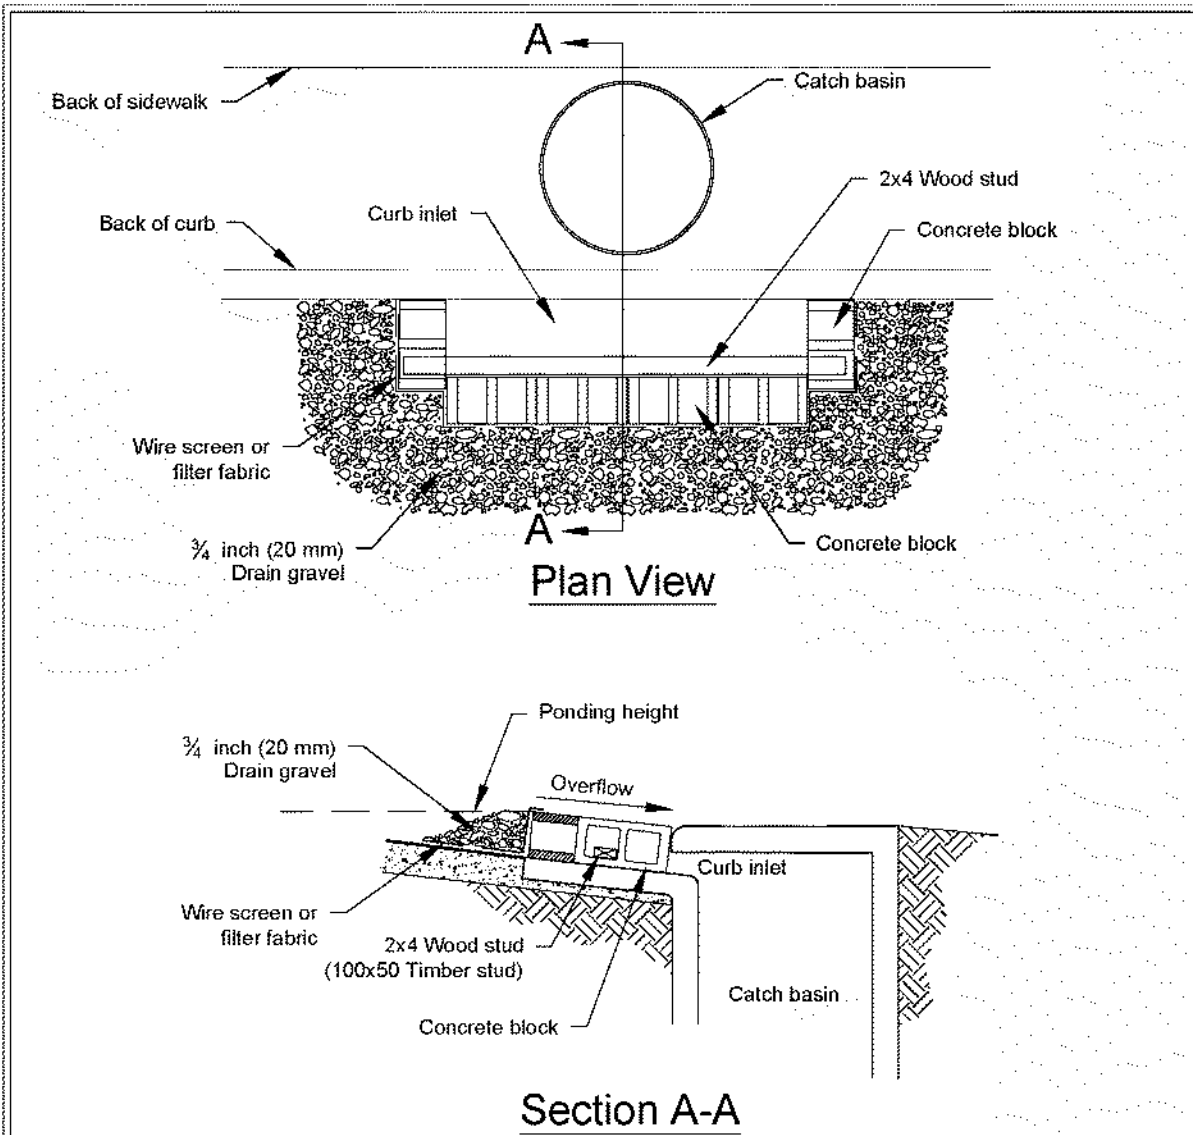 A
Back of sidewalk
Catch basin
2x4 Wood stud
Back of curb
Curb inlet
Concrete block
Wire screen or
filter fabric
A
¾ inch (20 mm)
Drain gravel
Concrete block
Plan View
Ponding height
¾ inch (20 mm)
Drain gravel
Overflow
Curb inlet
Wire screen or
filter fabric
2x4 Wood stud
(100x50 Timber stud)
Catch basin
Concrete block
Section A-A